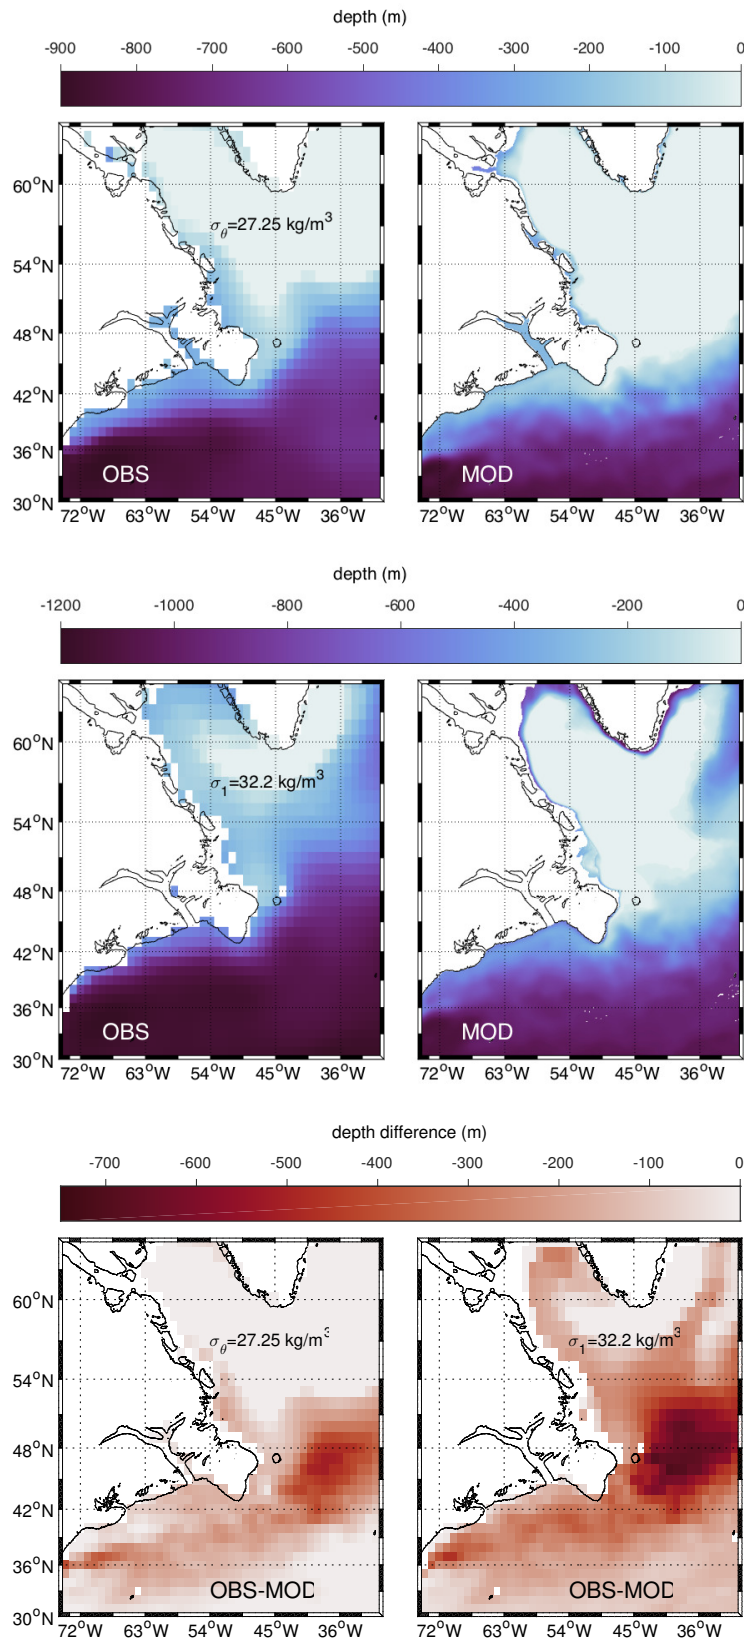 depth (m)
-900 -800 -700 -600 -500 -400 -300 -200 -100 0
60°N
54°N
48°N
42°N
36°N
30°N
σθ=27.25 kg/m³
OBS
MOD
72°W 63°W 54°W 45°W 36°W 72°W 63°W 54°W 45°W 36°W
depth (m)
-1200 -1000 -800 -600 -400 -200 0
60°N
54°N
48°N
42°N
36°N
30°N
σ₁=32.2 kg/m³
OBS
MOD
72°W 63°W 54°W 45°W 36°W 72°W 63°W 54°W 45°W 36°W
depth difference (m)
-700 -600 -500 -400 -300 -200 -100 0
60°N
54°N
48°N
42°N
36°N
30°N
σθ=27.25 kg/m³
σ₁=32.2 kg/m³
OBS-MOD
OBS-MOD
72°W 63°W 54°W 45°W 36°W 72°W 63°W 54°W 45°W 36°W